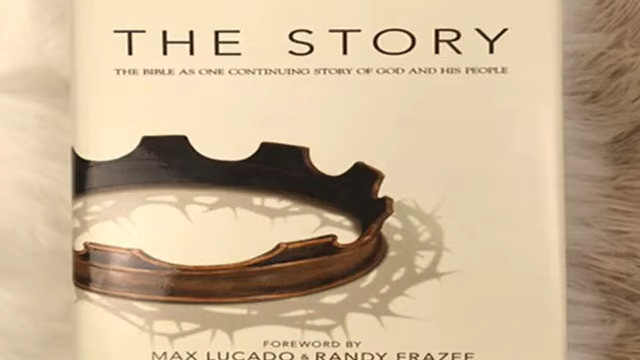 THE STORY
THE BIBLE AS ONE CONTINUING STORY OF GOD AND HIS PEOPLE
FOREWORD BY
MAX LUCADO & RANDY FRAZEE